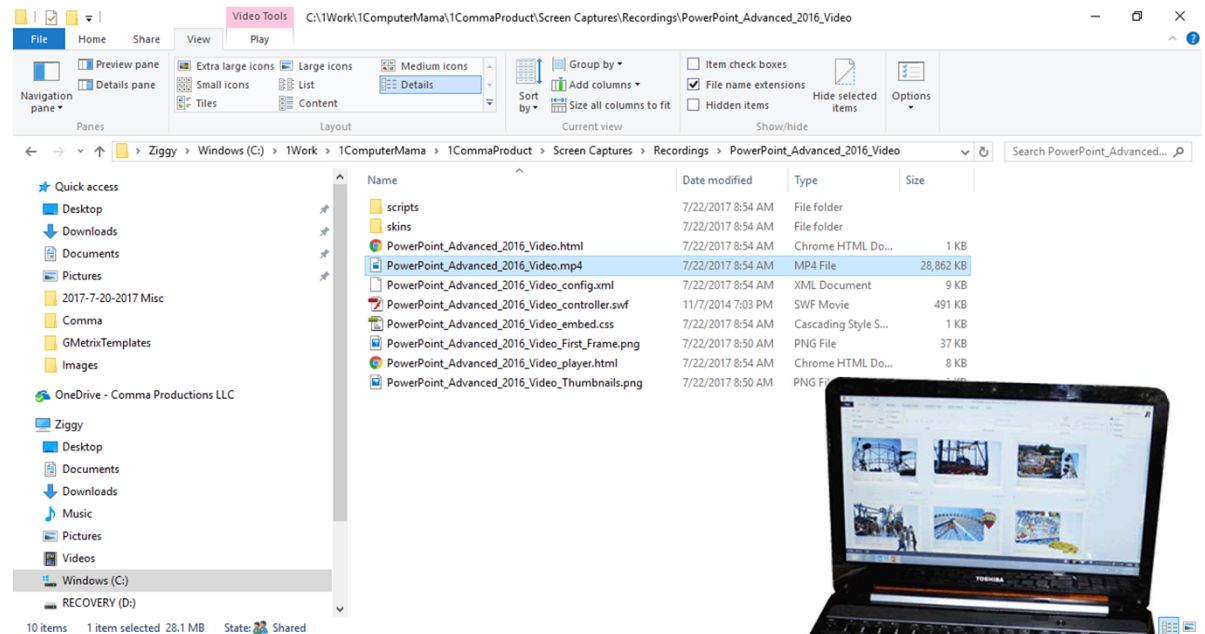 Video Tools C:\1Work\1ComputerMama\1CommaProduct\Screen Captures\Recordings\PowerPoint_Advanced_2016_Video
File Home Share View Play
Navigation pane
Preview pane
Details pane
Panes
Extra large icons Large icons Medium icons
Small icons List Details
Tiles Content
Layout
Sort by
Group by
Add columns
Size all columns to fit
Current view
Item check boxes
File name extensions
Hidden items
Hide selected items
Show/hide
Options
Ziggy > Windows (C:) > 1Work > 1ComputerMama > 1CommaProduct > Screen Captures > Recordings > PowerPoint_Advanced_2016_Video
Search PowerPoint_Advanced...
Quick access
Desktop
Downloads
Documents
Pictures
2017-7-20-2017 Misc
Comma
GMetrixTemplates
Images
OneDrive - Comma Productions LLC
Ziggy
Desktop
Documents
Downloads
Music
Pictures
Videos
Windows (C:)
RECOVERY (D:)
Name Date modified Type Size
scripts 7/22/2017 8:54 AM File folder
skins 7/22/2017 8:54 AM File folder
PowerPoint_Advanced_2016_Video.html 7/22/2017 8:54 AM Chrome HTML Do... 1 KB
PowerPoint_Advanced_2016_Video.mp4 7/22/2017 8:54 AM MP4 File 28,862 KB
PowerPoint_Advanced_2016_Video_config.xml 7/22/2017 8:54 AM XML Document 9 KB
PowerPoint_Advanced_2016_Video_controller.swf 11/7/2014 7:03 PM SWF Movie 491 KB
PowerPoint_Advanced_2016_Video_embed.css 7/22/2017 8:54 AM Cascading Style S... 1 KB
PowerPoint_Advanced_2016_Video_First_Frame.png 7/22/2017 8:50 AM PNG File 37 KB
PowerPoint_Advanced_2016_Video_player.html 7/22/2017 8:54 AM Chrome HTML Do... 8 KB
PowerPoint_Advanced_2016_Video_Thumbnails.png 7/22/2017 8:50 AM PNG
TOSHIBA
10 items 1 item selected 28.1 MB State: Shared